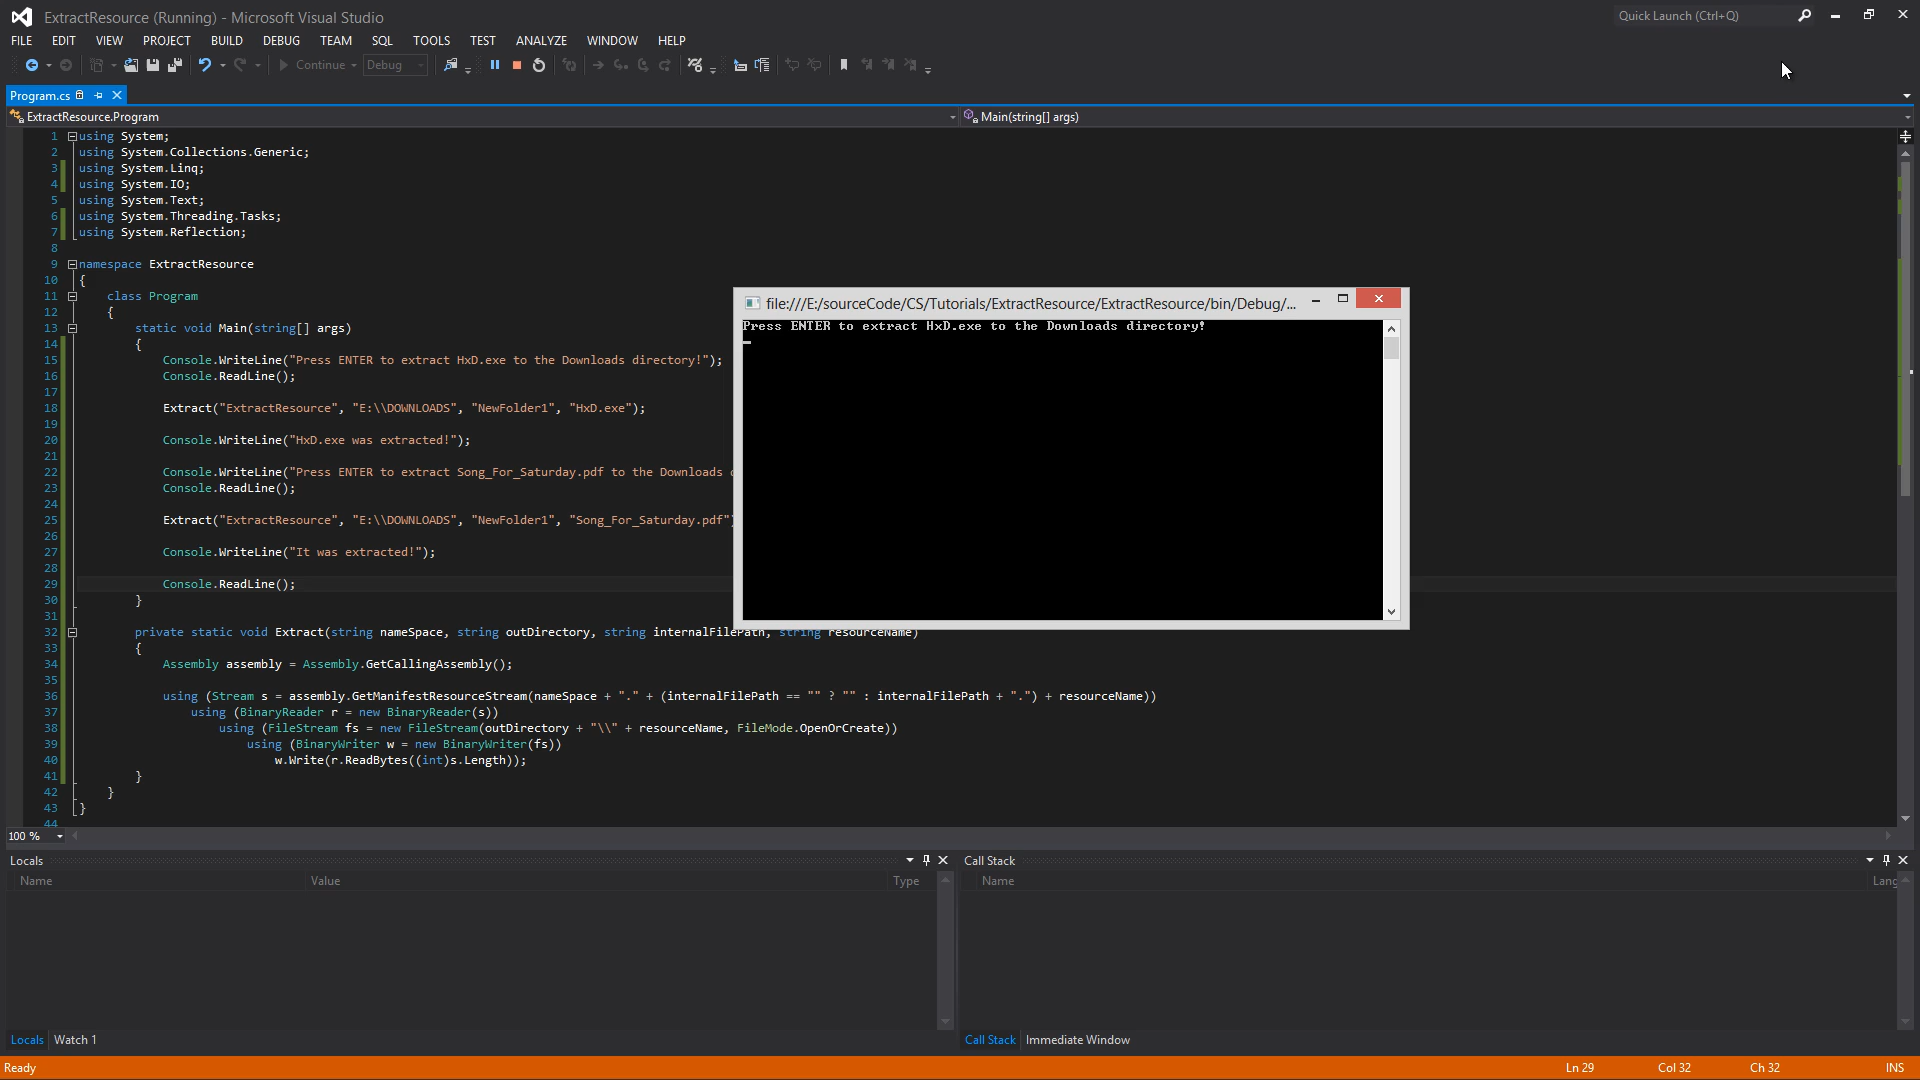 ExtractResource (Running) - Microsoft Visual Studio
Quick Launch (Ctrl+Q)
FILE EDIT VIEW PROJECT BUILD DEBUG TEAM SQL TOOLS TEST ANALYZE WINDOW HELP
Continue Debug
Program.cs
ExtractResource.Program
Main(string[] args)
1 using System;
2 using System.Collections.Generic;
3 using System.Linq;
4 using System.IO;
5 using System.Text;
6 using System.Threading.Tasks;
7 using System.Reflection;
8
9 namespace ExtractResource
10 {
11 class Program
12 {
13 static void Main(string[] args)
14 {
15 Console.WriteLine("Press ENTER to extract HxD.exe to the Downloads directory!");
16 Console.ReadLine();
17
18 Extract("ExtractResource", "E:\\DOWNLOADS", "NewFolder1", "HxD.exe");
19
20 Console.WriteLine("HxD.exe was extracted!");
21
22 Console.WriteLine("Press ENTER to extract Song_For_Saturday.pdf to the Downloads
23 Console.ReadLine();
24
25 Extract("ExtractResource", "E:\\DOWNLOADS", "NewFolder1", "Song_For_Saturday.pdf"
26
27 Console.WriteLine("It was extracted!");
28
29 Console.ReadLine();
30 }
31
32 private static void Extract(string nameSpace, string outDirectory, string internalFilePath, string resourceName)
33 {
34 Assembly assembly = Assembly.GetCallingAssembly();
35
36 using (Stream s = assembly.GetManifestResourceStream(nameSpace + "." + (internalFilePath == "" ? "" : internalFilePath + ".") + resourceName))
37 using (BinaryReader r = new BinaryReader(s))
38 using (FileStream fs = new FileStream(outDirectory + "\\" + resourceName, FileMode.OpenOrCreate))
39 using (BinaryWriter w = new BinaryWriter(fs))
40 w.Write(r.ReadBytes((int)s.Length));
41 }
42 }
43 }
44
file:///E:/sourceCode/CS/Tutorials/ExtractResource/ExtractResource/bin/Debug/...
Press ENTER to extract HxD.exe to the Downloads directory!
100 %
Locals
Name Value Type
Call Stack
Name Lang
Locals Watch 1
Call Stack Immediate Window
Ready
Ln 29 Col 32 Ch 32 INS